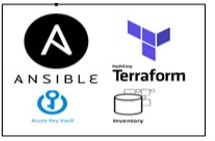 ANSIBLE
HashiCorp
Terraform
Azure Key Vault
Inventory